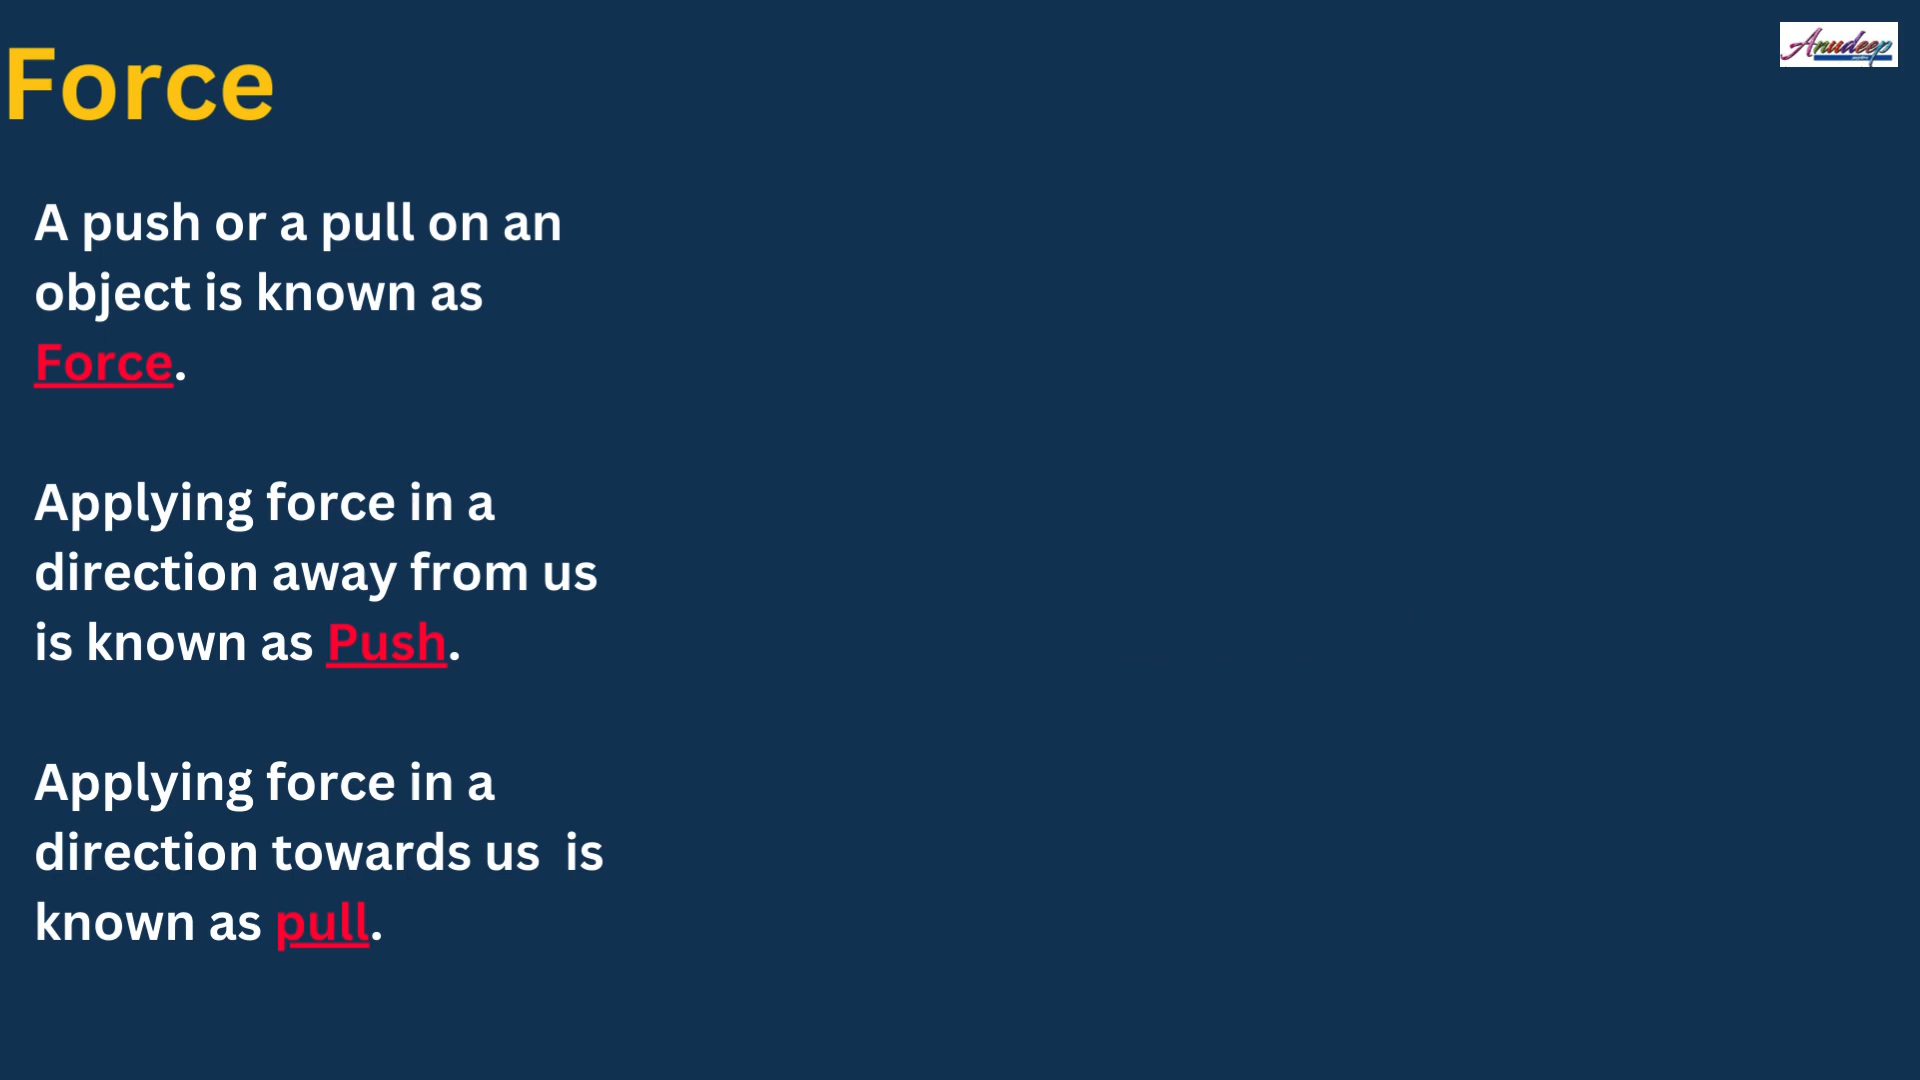 Force
Anudeep
A push or a pull on an
object is known as
Force.
Applying force in a
direction away from us
is known as Push.
Applying force in a
direction towards us  is
known as pull.